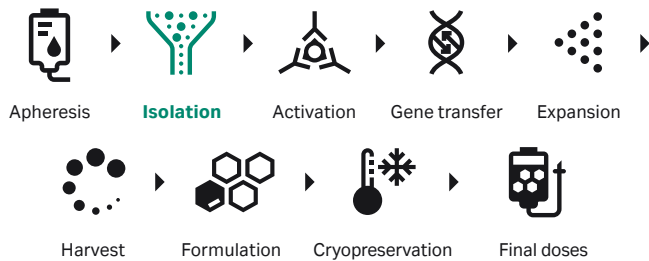 Apheresis Isolation Activation Gene transfer Expansion
Harvest Formulation Cryopreservation Final doses